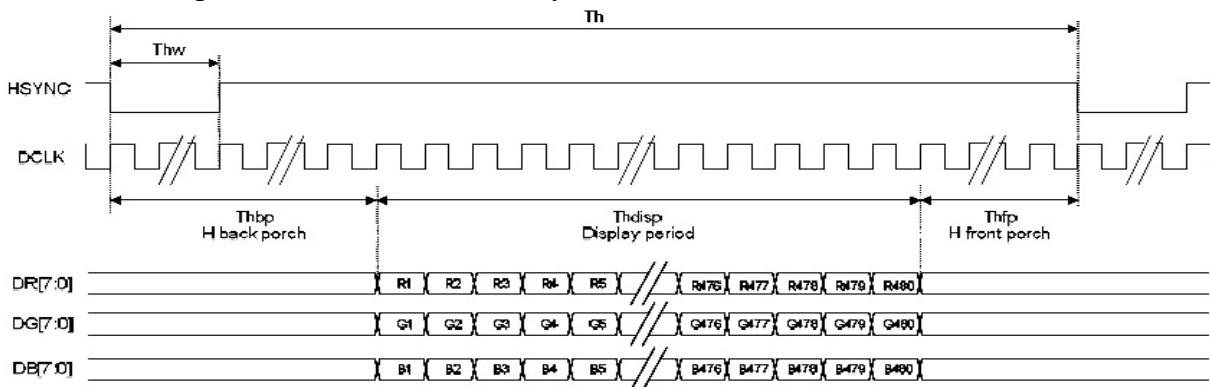 Th
Thw
HSYNC
DCLK
Thbp
H back porch
Thdisp
Display period
Thfp
H front porch
DR[7:0] R1 R2 R3 R4 R5 R476 R477 R478 R479 R480
DG[7:0] G1 G2 G3 G4 G5 G476 G477 G478 G479 G480
DB[7:0] B1 B2 B3 B4 B5 B476 B477 B478 B479 B480